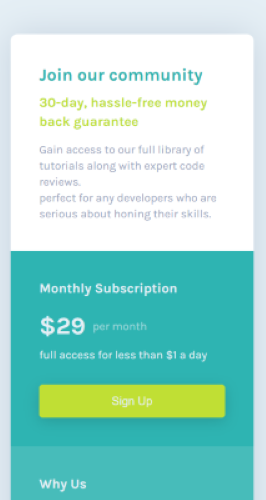 Join our community
30-day, hassle-free money
back guarantee
Gain access to our full library of
tutorials along with expert code
reviews.
perfect for any developers who are
serious about honing their skills.
Monthly Subscription
$29 per month
full access for less than $1 a day
Sign Up
Why Us